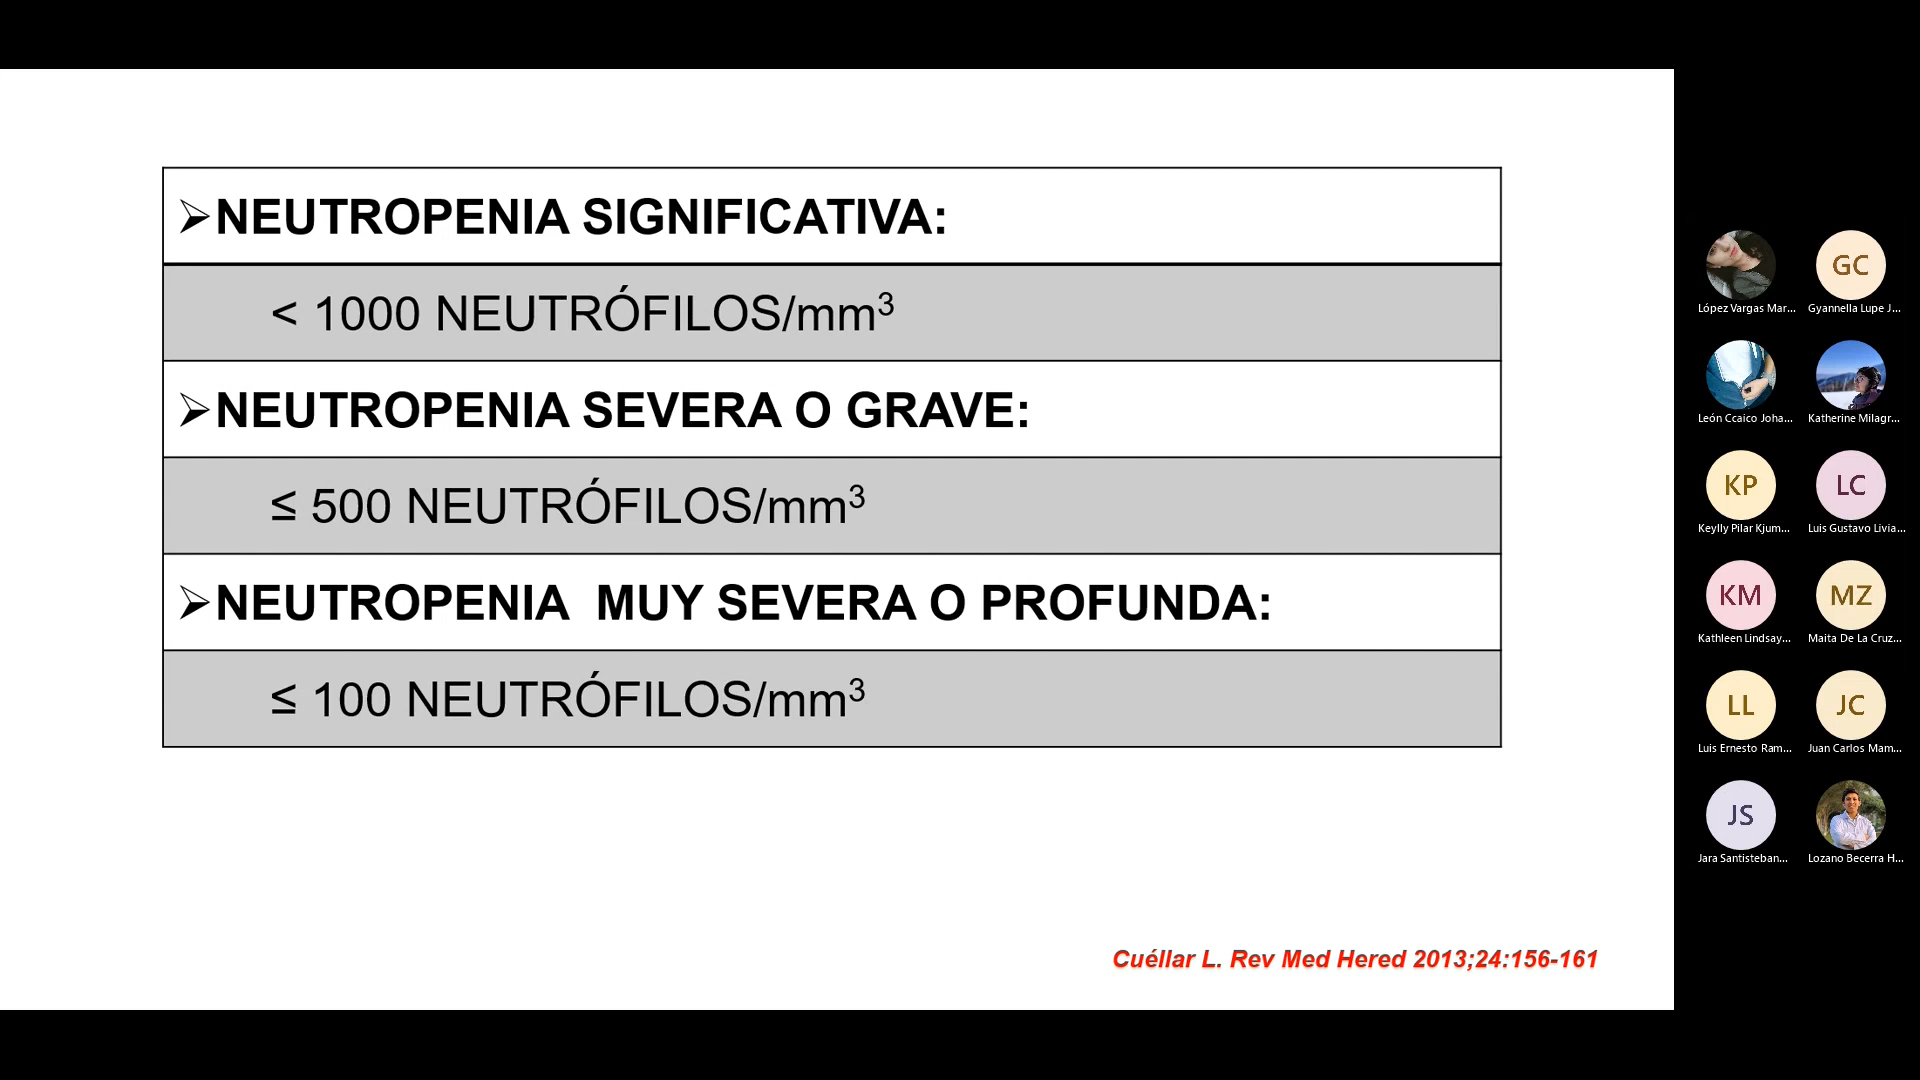 ➢NEUTROPENIA SIGNIFICATIVA:
< 1000 NEUTRÓFILOS/mm³
➢NEUTROPENIA SEVERA O GRAVE:
≤ 500 NEUTRÓFILOS/mm³
➢NEUTROPENIA  MUY SEVERA O PROFUNDA:
≤ 100 NEUTRÓFILOS/mm³
Cuéllar L. Rev Med Hered 2013;24:156-161
López Vargas Mar...
GC
Gyannella Lupe J...
León Ccaico Joha...
Katherine Milagr...
KP
Keylly Pilar Kjum...
LC
Luis Gustavo Livia...
KM
Kathleen Lindsay...
MZ
Maita De La Cruz...
LL
Luis Ernesto Ram...
JC
Juan Carlos Mam...
JS
Jara Santisteban...
Lozano Becerra H...